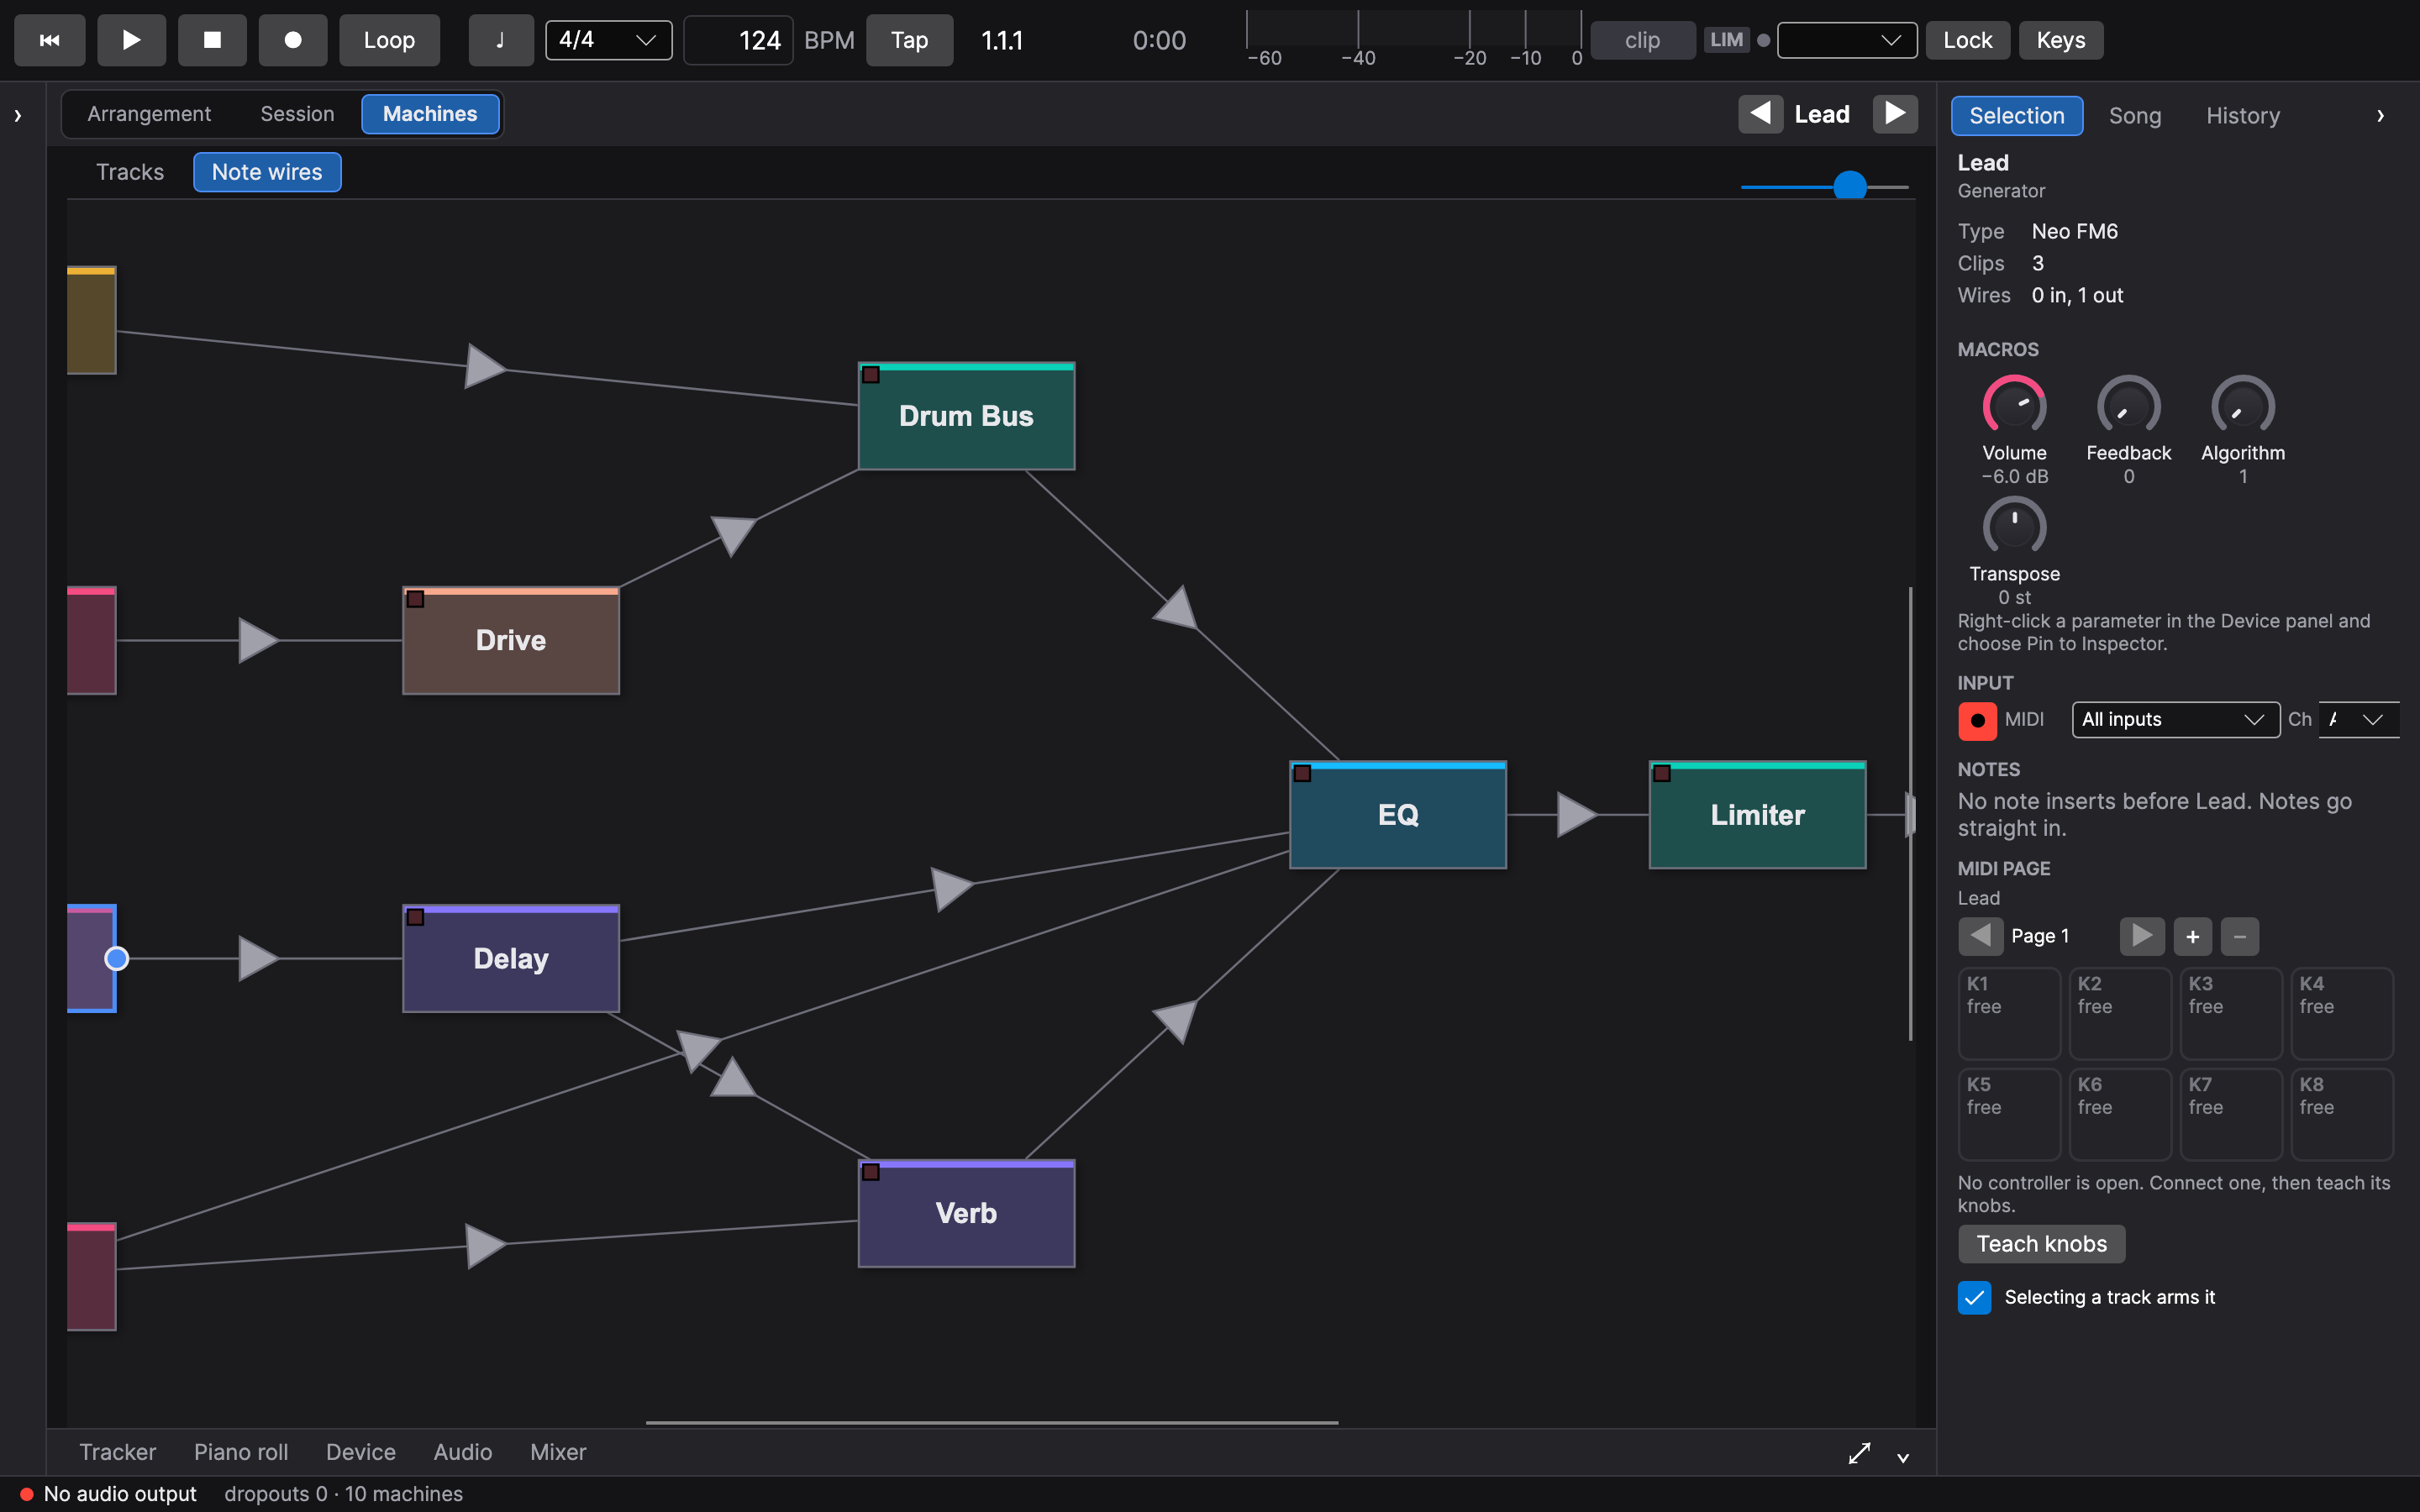 Loop
4/4
124 BPM
Tap
1.1.1
0:00
−60 −40 −20 −10 0
clip
LIM
Lock
Keys
Arrangement Session Machines
Lead
Selection Song History
Tracks Note wires
Lead
Generator
Type Neo FM6
Clips 3
Wires 0 in, 1 out
MACROS
Volume Feedback Algorithm
−6.0 dB 0 1
Transpose
0 st
Right-click a parameter in the Device panel and
choose Pin to Inspector.
INPUT
MIDI All inputs Ch
NOTES
No note inserts before Lead. Notes go
straight in.
MIDI PAGE
Lead
Page 1 + −
K1 K2 K3 K4
free free free free
K5 K6 K7 K8
free free free free
No controller is open. Connect one, then teach its
knobs.
Teach knobs
Selecting a track arms it
Drum Bus
Drive
EQ
Limiter
Delay
Verb
Tracker Piano roll Device Audio Mixer
No audio output dropouts 0 · 10 machines